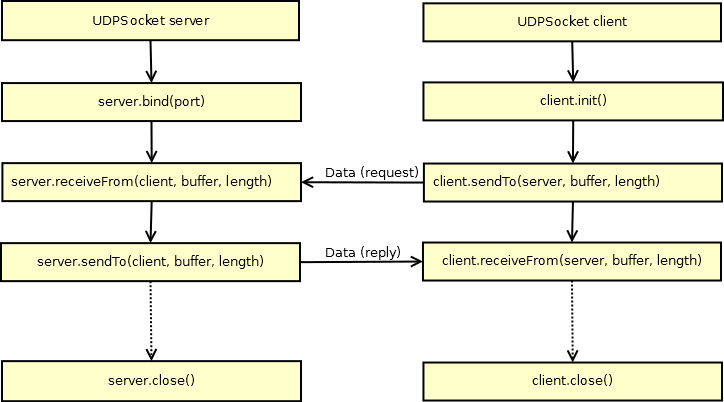 UDPSocket server
UDPSocket client
server.bind(port)
client.init()
server.receiveFrom(client, buffer, length)
Data (request)
client.sendTo(server, buffer, length)
server.sendTo(client, buffer, length)
Data (reply)
client.receiveFrom(server, buffer, length)
server.close()
client.close()